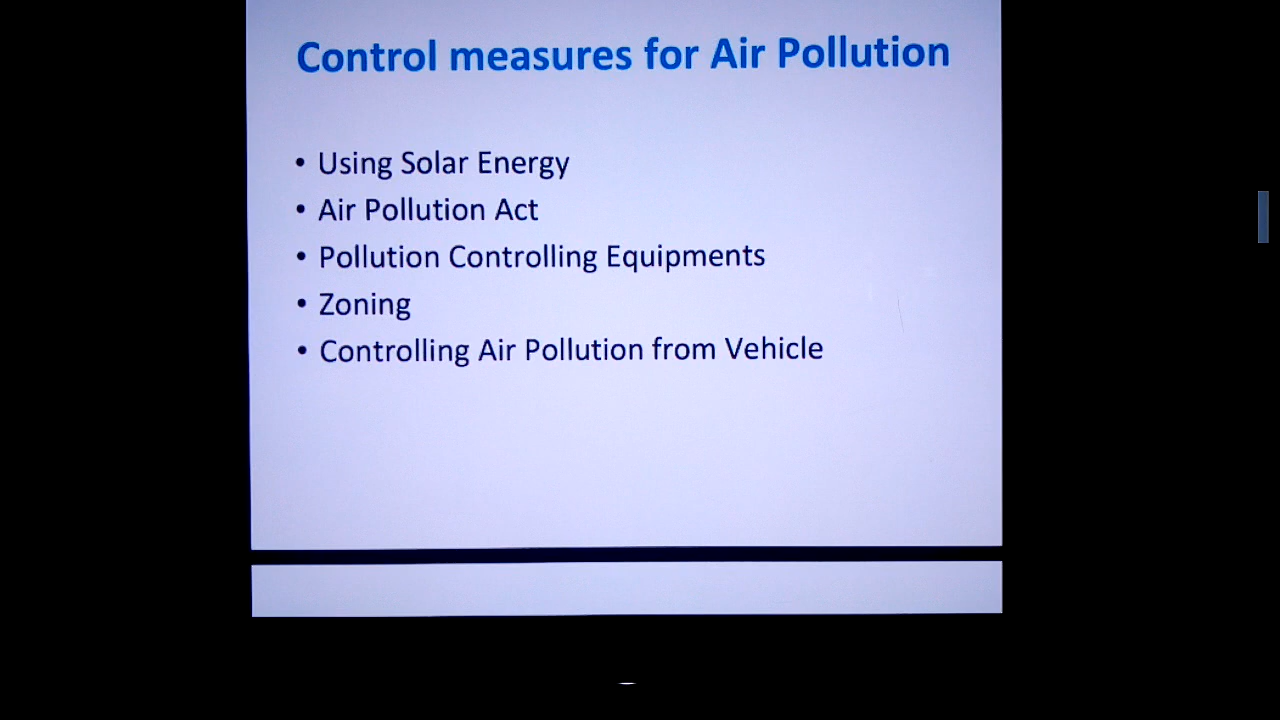 Control measures for Air Pollution
• Using Solar Energy
• Air Pollution Act
• Pollution Controlling Equipments
• Zoning
• Controlling Air Pollution from Vehicle